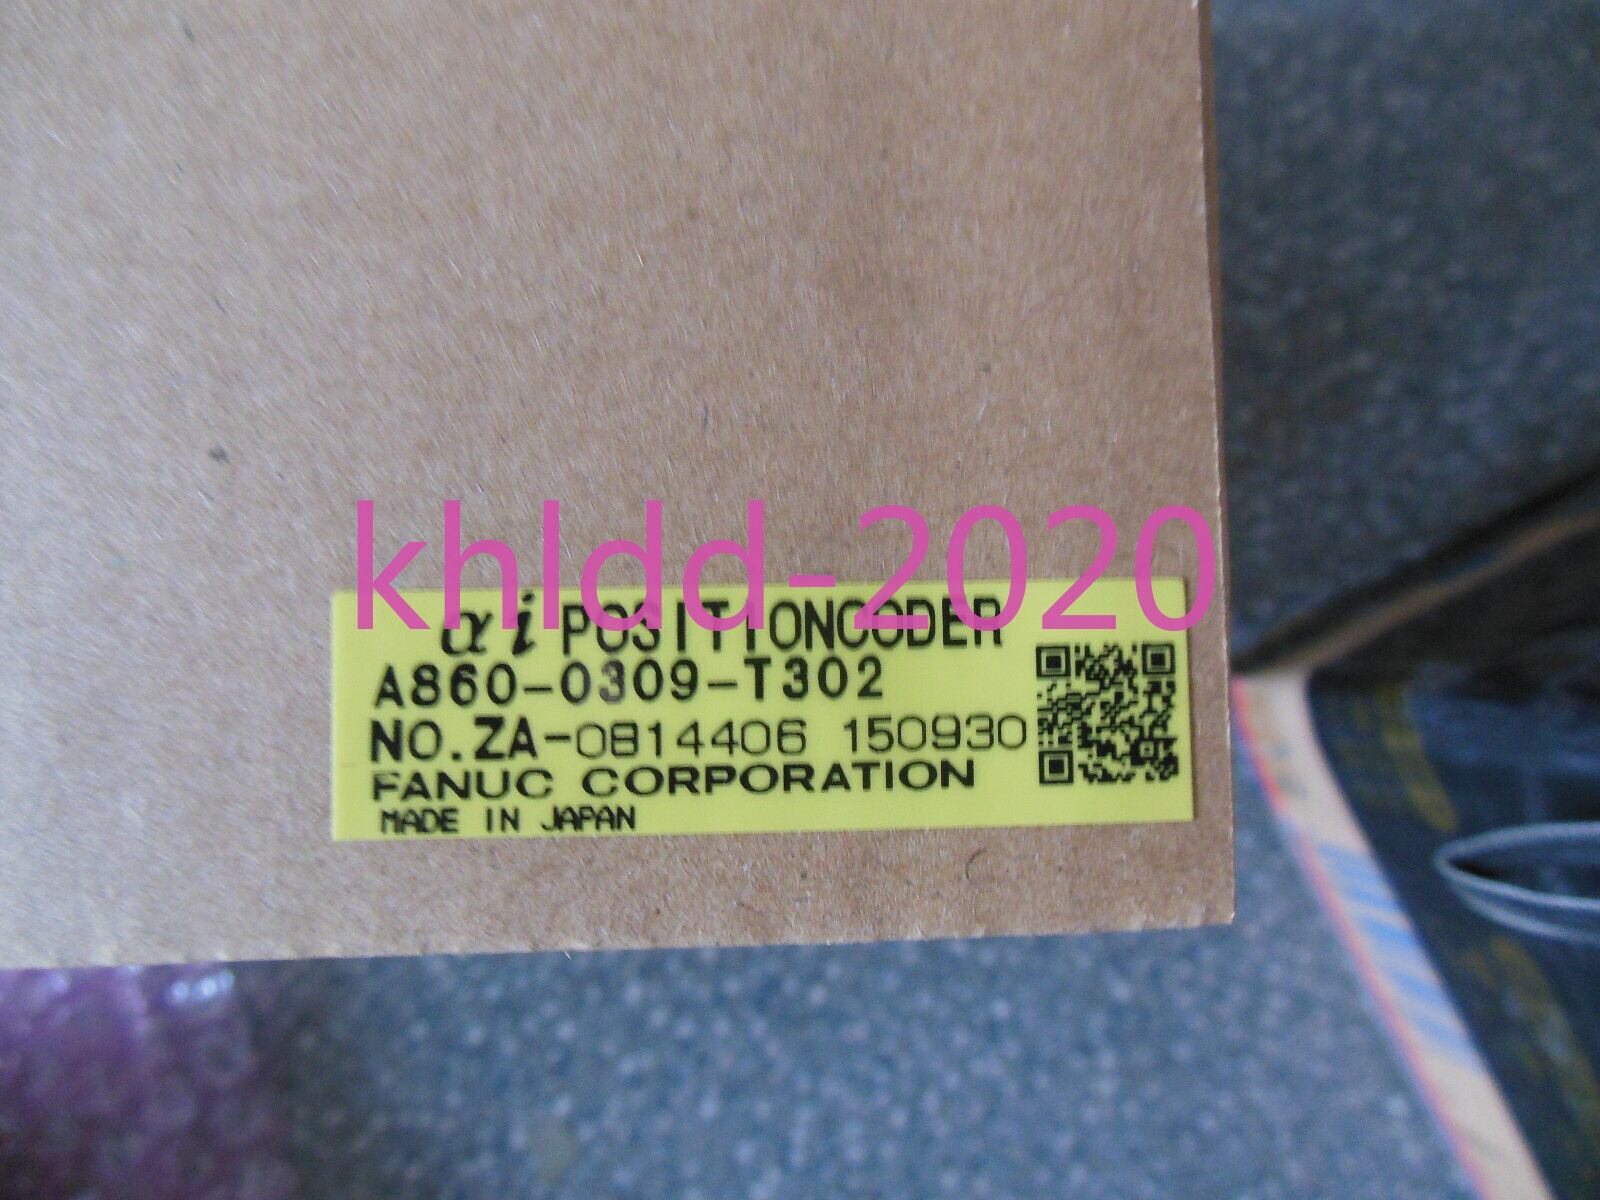 khldd-2020
αi POSITIONCODER
A860-0309-T302
NO.ZA-0814406 150930
FANUC CORPORATION
MADE IN JAPAN